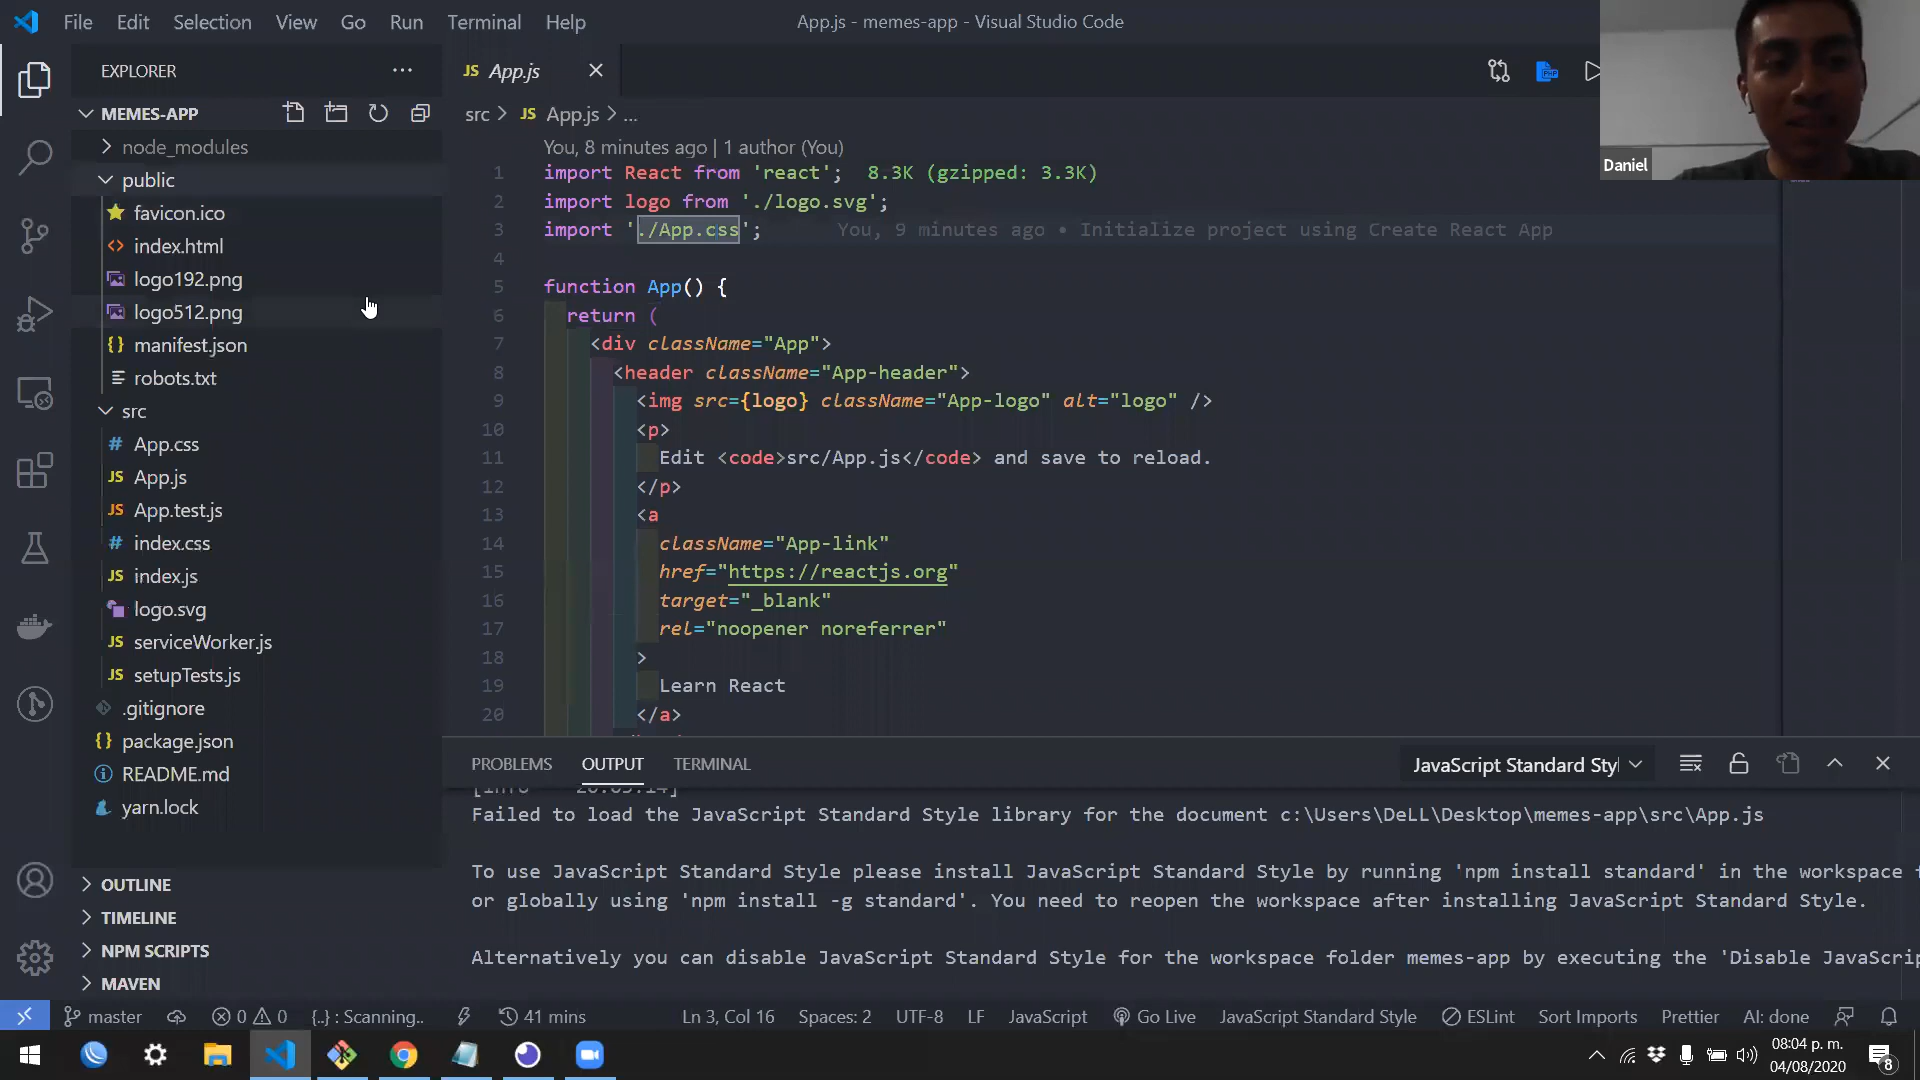 File Edit Selection View Go Run Terminal Help
App.js - memes-app - Visual Studio Code
EXPLORER ...
MEMES-APP
node_modules
public
favicon.ico
index.html
logo192.png
logo512.png
manifest.json
robots.txt
src
# App.css
JS App.js
JS App.test.js
# index.css
JS index.js
logo.svg
JS serviceWorker.js
JS setupTests.js
.gitignore
{} package.json
README.md
yarn.lock
OUTLINE
TIMELINE
NPM SCRIPTS
MAVEN
JS App.js
src > JS App.js > ...
You, 8 minutes ago | 1 author (You)
1 import React from 'react'; 8.3K (gzipped: 3.3K)
2 import logo from './logo.svg';
3 import './App.css'; You, 9 minutes ago • Initialize project using Create React App
4
5 function App() {
6 return (
7 <div className="App">
8 <header className="App-header">
9 <img src={logo} className="App-logo" alt="logo" />
10 <p>
11 Edit <code>src/App.js</code> and save to reload.
12 </p>
13 <a
14 className="App-link"
15 href="https://reactjs.org"
16 target="_blank"
17 rel="noopener noreferrer"
18 >
19 Learn React
20 </a>
Daniel
PROBLEMS OUTPUT TERMINAL
JavaScript Standard Styl
Failed to load the JavaScript Standard Style library for the document c:\Users\DeLL\Desktop\memes-app\src\App.js
To use JavaScript Standard Style please install JavaScript Standard Style by running 'npm install standard' in the workspace f
or globally using 'npm install -g standard'. You need to reopen the workspace after installing JavaScript Standard Style.
Alternatively you can disable JavaScript Standard Style for the workspace folder memes-app by executing the 'Disable JavaScrip
master 0 0 {..} : Scanning.. 41 mins Ln 3, Col 16 Spaces: 2 UTF-8 LF JavaScript Go Live JavaScript Standard Style ESLint Sort Imports Prettier AI: done
08:04 p. m.
04/08/2020
8